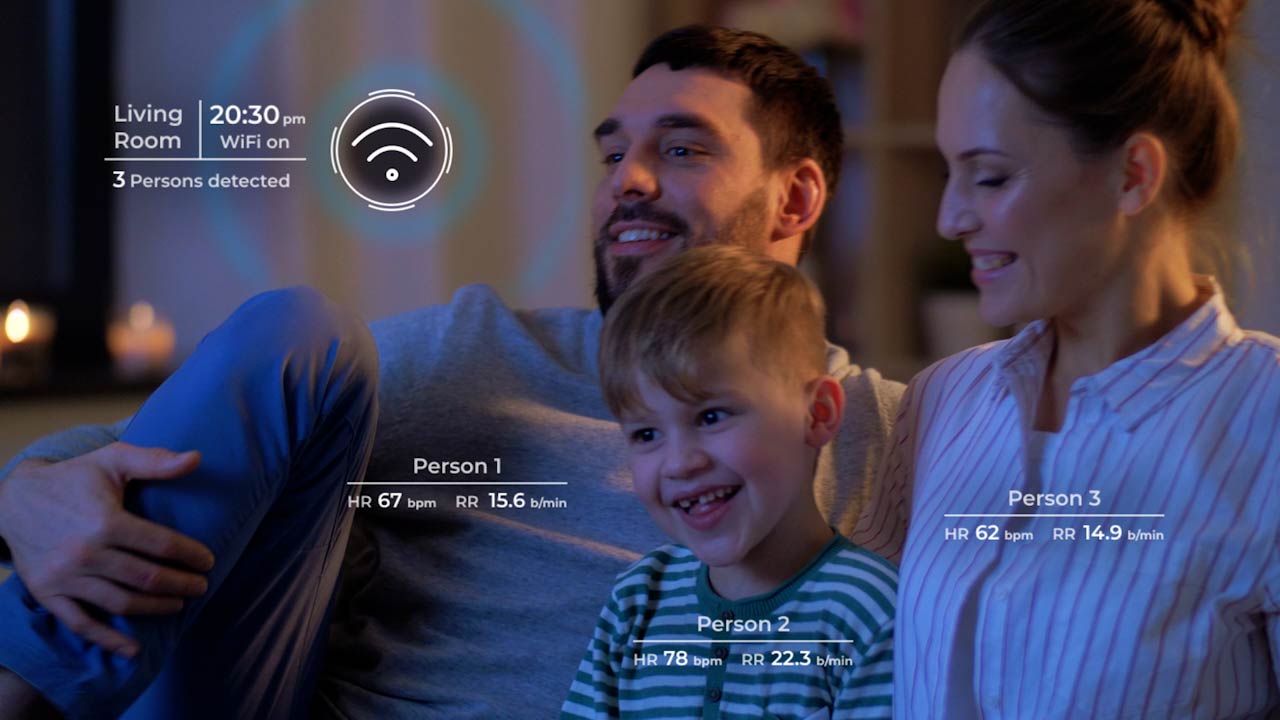 Living Room
20:30 pm
WiFi on
3 Persons detected
Person 1
HR 67 bpm RR 15.6 b/min
Person 3
HR 62 bpm RR 14.9 b/min
Person 2
HR 78 bpm RR 22.3 b/min